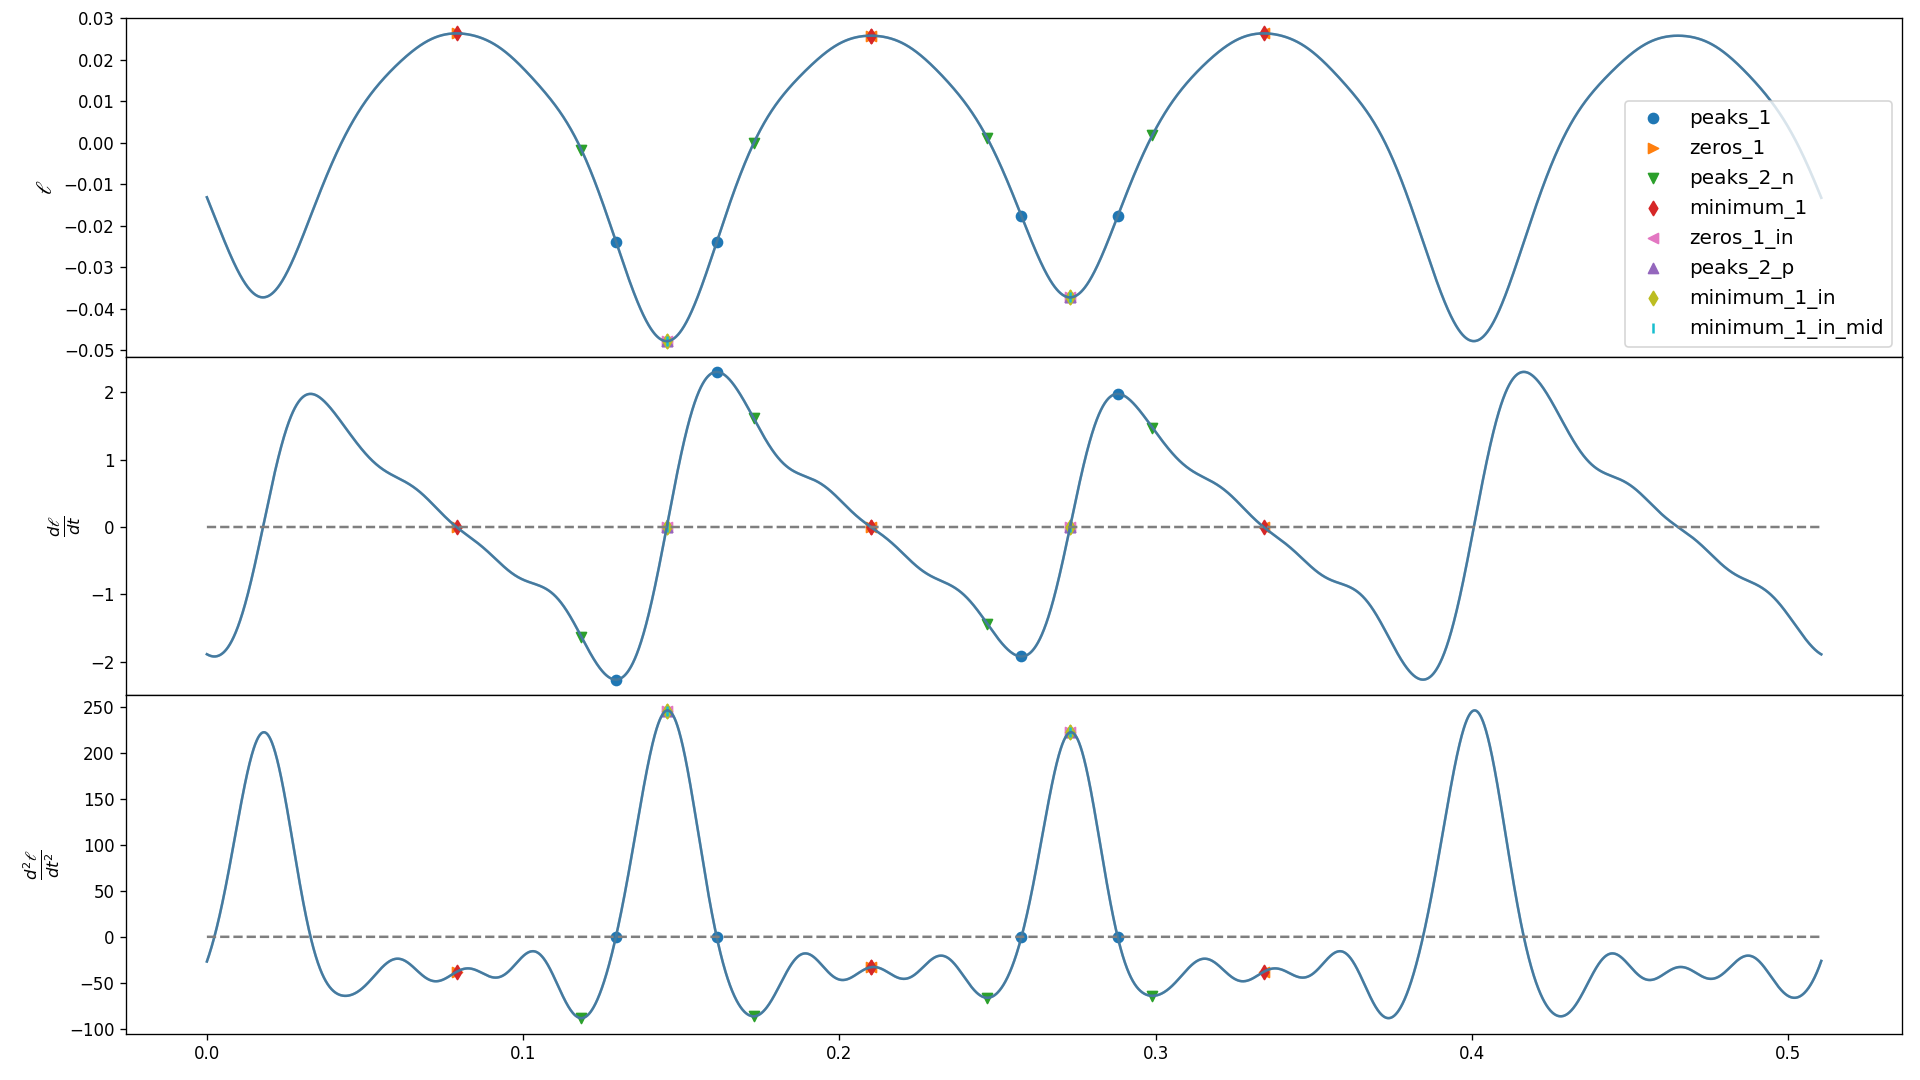 0.03
0.02
0.01
0.00
−0.01
−0.02
−0.03
−0.04
−0.05
ℓ
peaks_1
zeros_1
peaks_2_n
minimum_1
zeros_1_in
peaks_2_p
minimum_1_in
minimum_1_in_mid
2
1
0
−1
−2
dℓ
dt
250
200
150
100
50
0
−50
−100
d²ℓ
dt²
0.0 0.1 0.2 0.3 0.4 0.5